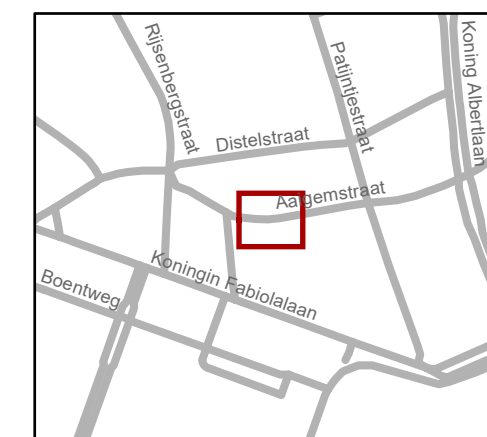 Rijsenbergstraat
Patijntjestraat
Koning Albertlaan
Distelstraat
Aaigemstraat
Koningin Fabiolalaan
Boentweg